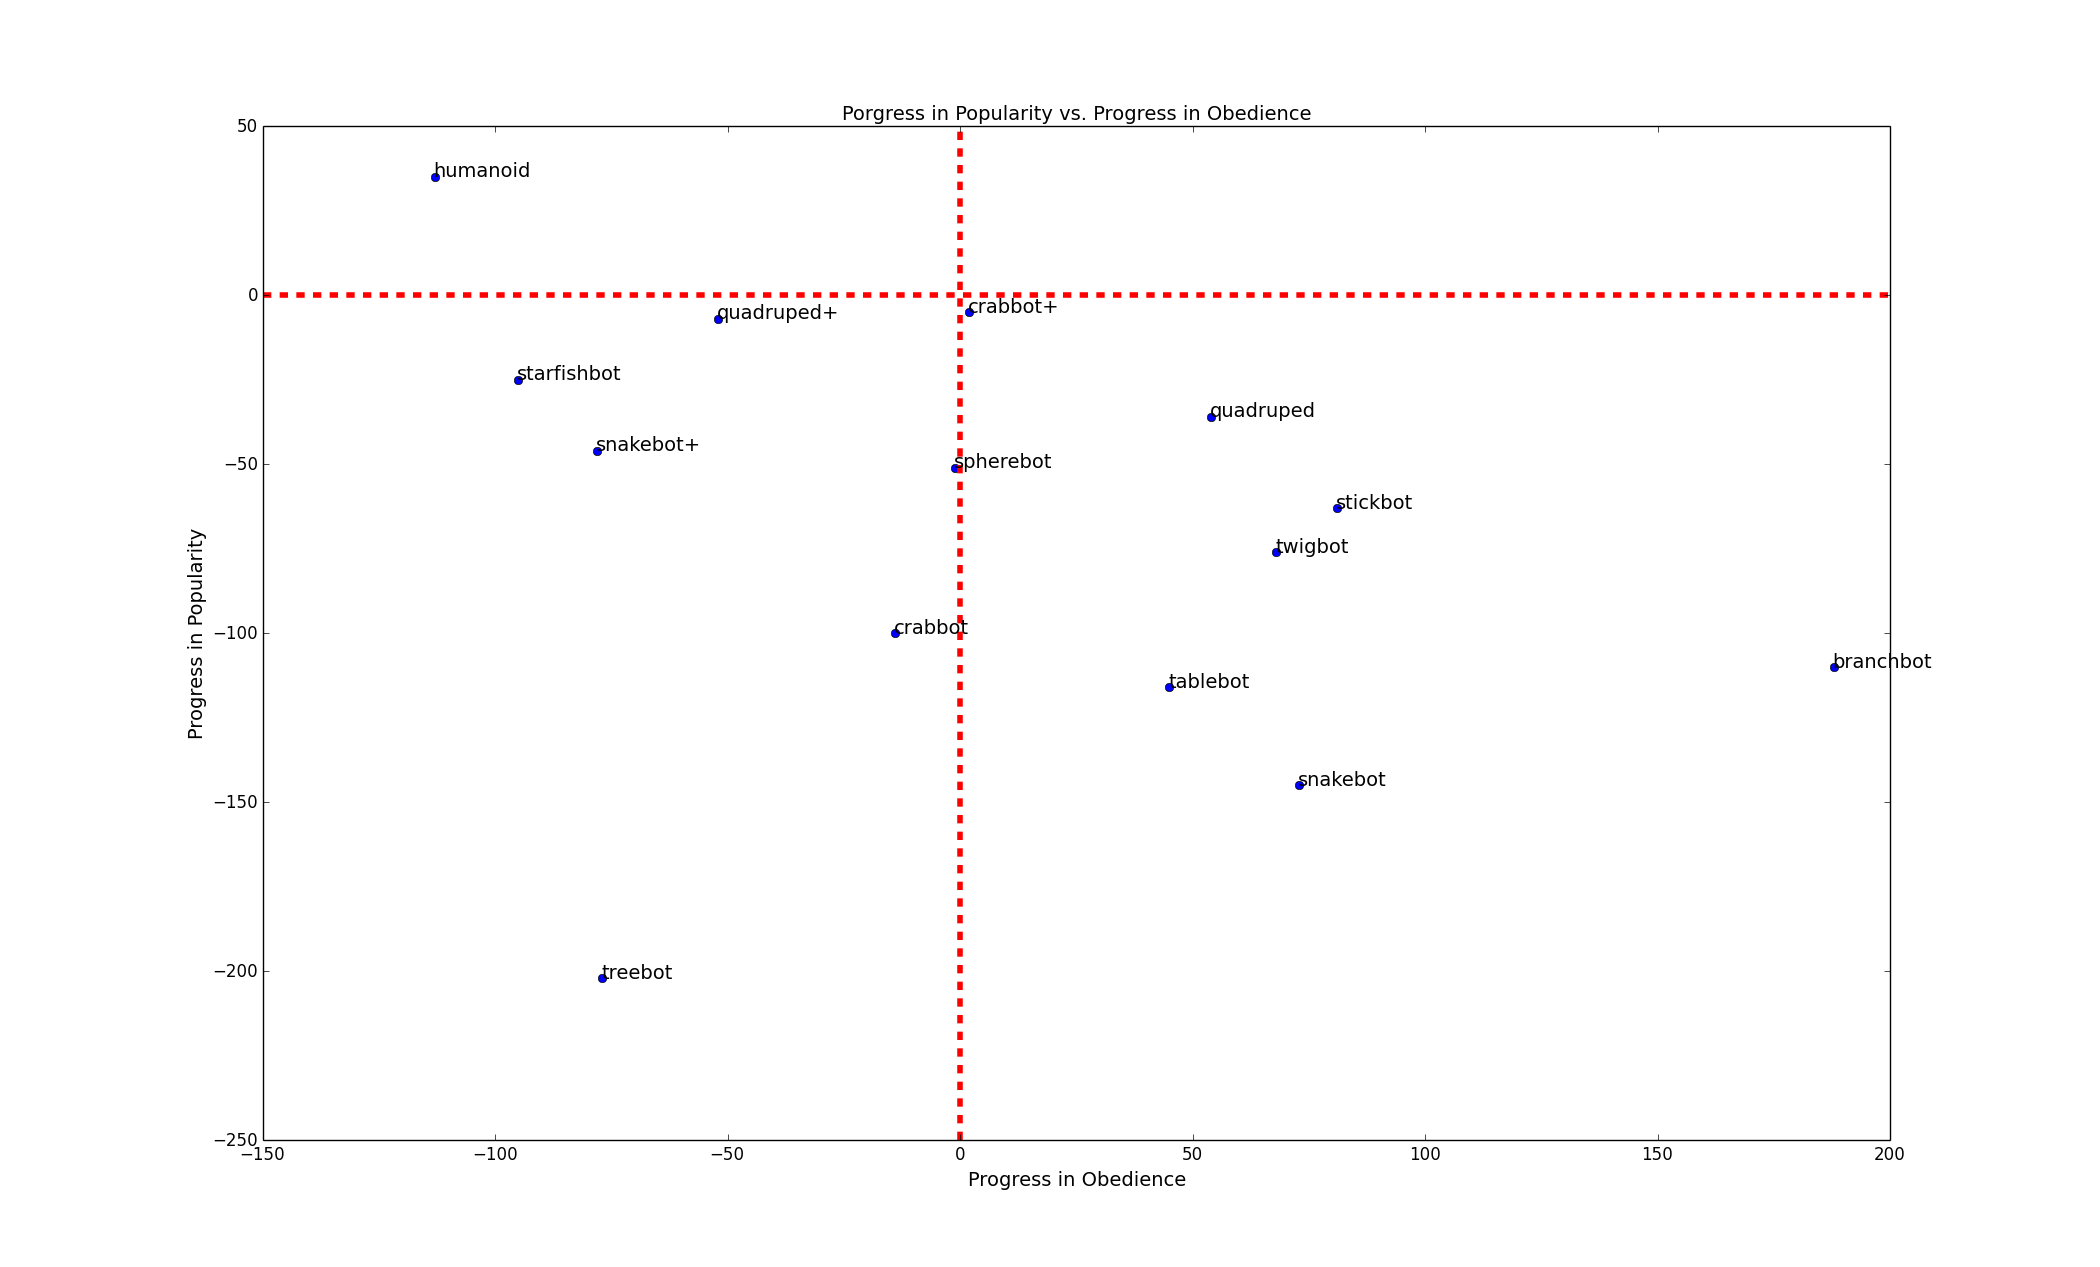 Porgress in Popularity vs. Progress in Obedience
50
humanoid
0
crabbot+
quadruped+
starfishbot
quadruped
snakebot+
−50
spherebot
stickbot
twigbot
Progress in Popularity
−100
crabbot
branchbot
tablebot
snakebot
−150
−200
treebot
−250
−150
−100
−50
0
50
100
150
200
Progress in Obedience